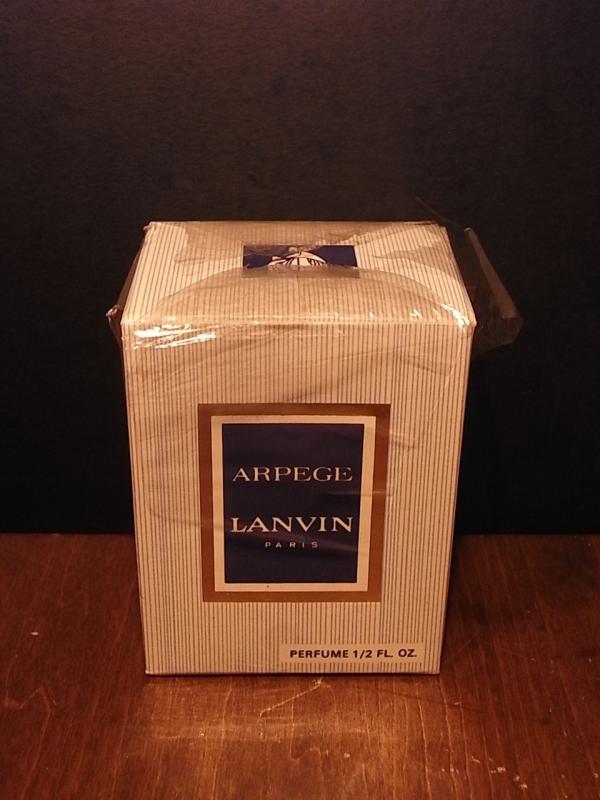 ARPEGE
LANVIN
PARIS
PERFUME 1/2 FL. OZ.